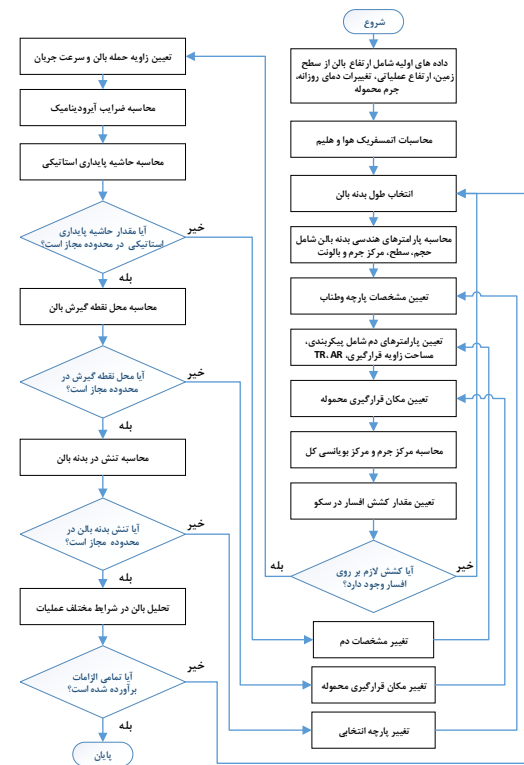 شروع
داده های اولیه شامل ارتفاع بالن از سطح
زمین، ارتفاع عملیاتی، تغییرات دمای روزانه،
جرم محموله
محاسبات اتمسفریک هوا و هلیم
انتخاب طول بدنه بالن
محاسبه پارامترهای هندسی بدنه بالن شامل
حجم، سطح، مرکز جرم و بالونت
تعیین مشخصات پارچه وطناب
تعیین پارامترهای دم شامل پیکربندی،
مساحت زاویه قرارگیری، TR، AR
تعیین مکان قرارگیری محموله
محاسبه مرکز جرم و مرکز بویانسی کل
تعیین مقدار کشش افسار در سکو
آیا کشش لازم بر روی
افسار وجود دارد؟
خیر
بله
تعیین زاویه حمله بالن و سرعت جریان
محاسبه ضرایب آیرودینامیک
محاسبه حاشیه پایداری استاتیکی
آیا مقدار حاشیه پایداری
استاتیکی در محدوده مجاز است؟
خیر
بله
محاسبه محل نقطه گیرش بالن
آیا محل نقطه گیرش در
محدوده مجاز است؟
خیر
بله
محاسبه تنش در بدنه بالن
آیا تنش بدنه بالن در
محدوده مجاز است؟
خیر
بله
تحلیل بالن در شرایط مختلف عملیات
آیا تمامی الزامات
برآورده شده است؟
خیر
بله
پایان
تغییر مشخصات دم
تغییر مکان قرارگیری محموله
تغییر پارچه انتخابی